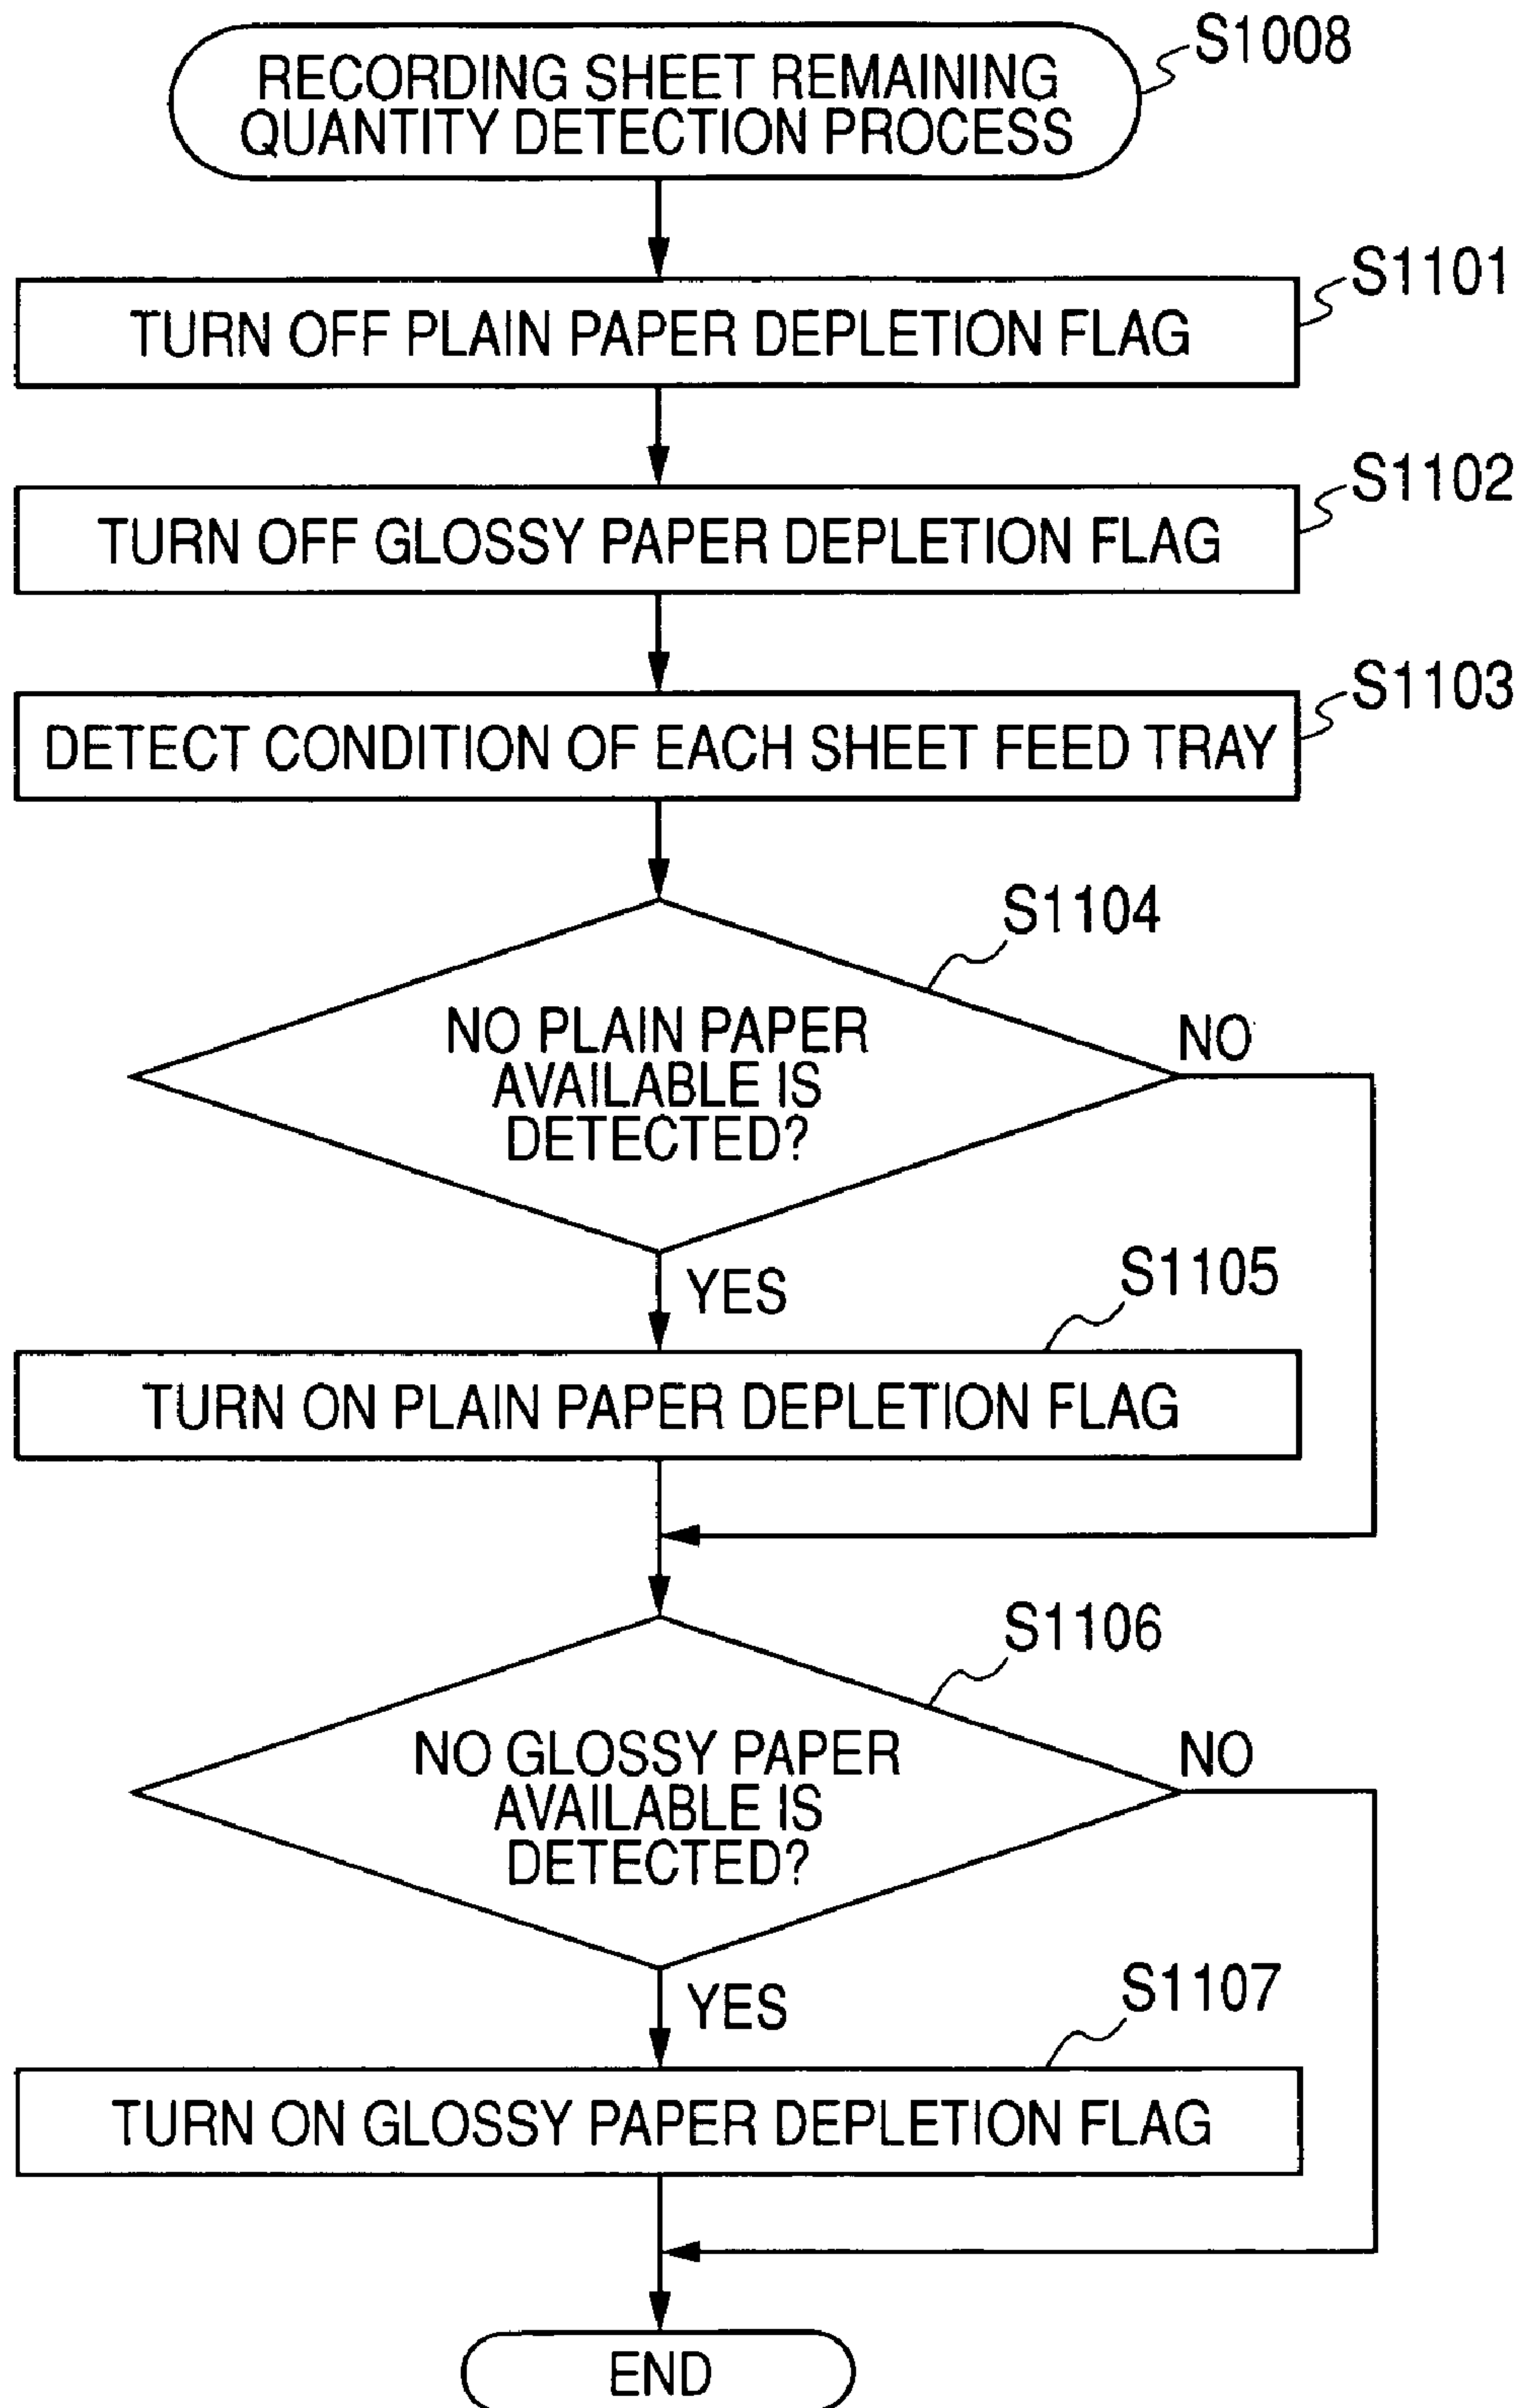 S1008
RECORDING SHEET REMAINING
QUANTITY DETECTION PROCESS
S1101
TURN OFF PLAIN PAPER DEPLETION FLAG
S1102
TURN OFF GLOSSY PAPER DEPLETION FLAG
S1103
DETECT CONDITION OF EACH SHEET FEED TRAY
S1104
NO PLAIN PAPER
AVAILABLE IS
DETECTED?
NO
YES
S1105
TURN ON PLAIN PAPER DEPLETION FLAG
S1106
NO GLOSSY PAPER
AVAILABLE IS
DETECTED?
NO
YES
S1107
TURN ON GLOSSY PAPER DEPLETION FLAG
END